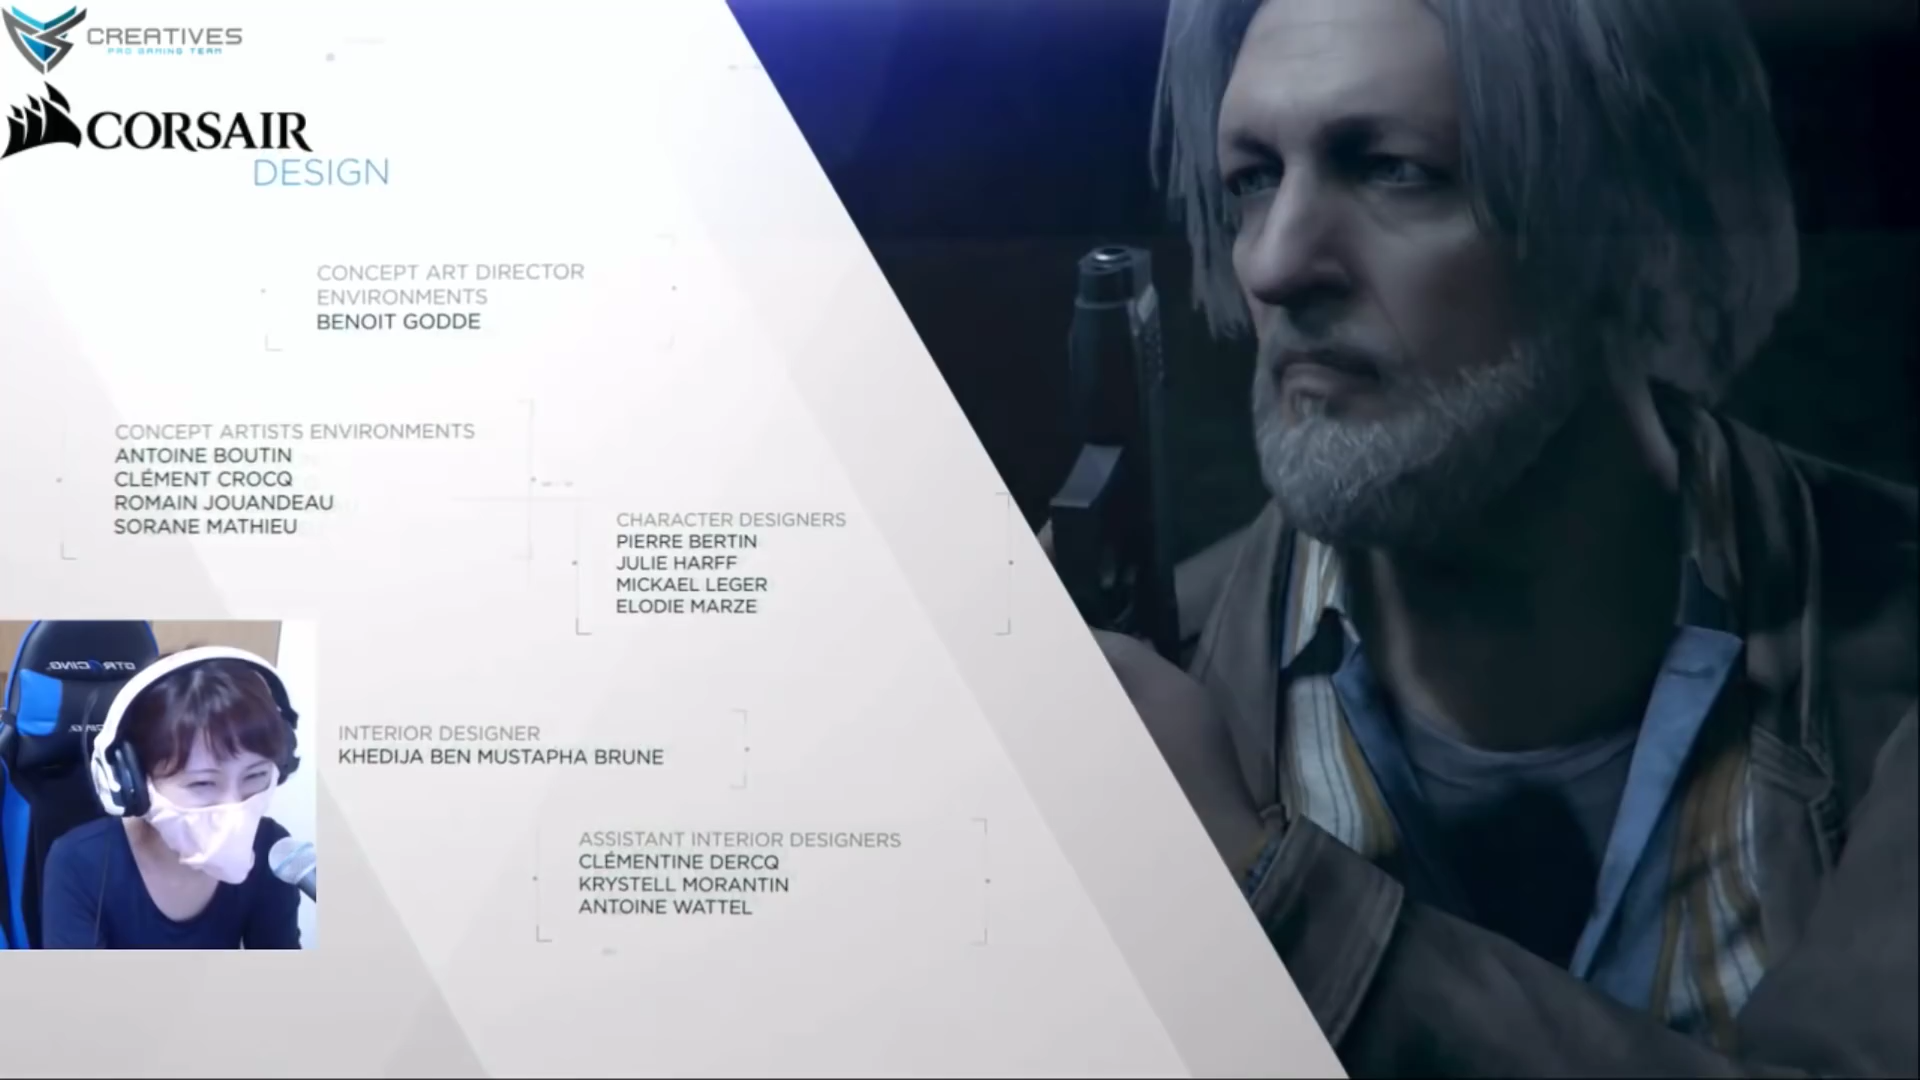 CREATIVES
PRO GAMING TEAM
CORSAIR
DESIGN
CONCEPT ART DIRECTOR
ENVIRONMENTS
BENOIT GODDE
CONCEPT ARTISTS ENVIRONMENTS
ANTOINE BOUTIN
CLÉMENT CROCQ
ROMAIN JOUANDEAU
SORANE MATHIEU
CHARACTER DESIGNERS
PIERRE BERTIN
JULIE HARFF
MICKAEL LEGER
ELODIE MARZE
GTRACING
INTERIOR DESIGNER
KHEDIJA BEN MUSTAPHA BRUNE
ASSISTANT INTERIOR DESIGNERS
CLÉMENTINE DERCQ
KRYSTELL MORANTIN
ANTOINE WATTEL